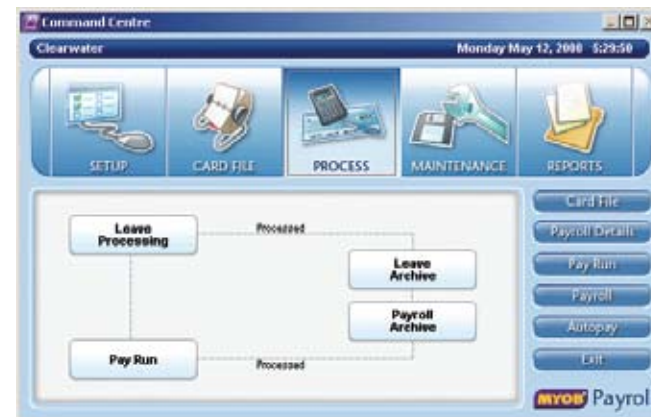 Command Centre
Clearwater Monday May 12, 2008 5:29:50
SETUP CARD FILE PROCESS MAINTENANCE REPORTS
Leave Processing
Processed
Leave Archive
Payroll Archive
Pay Run
Processed
Card File
Payroll Details
Pay Run
Payroll
Autopay
Exit
MYOB Payrol